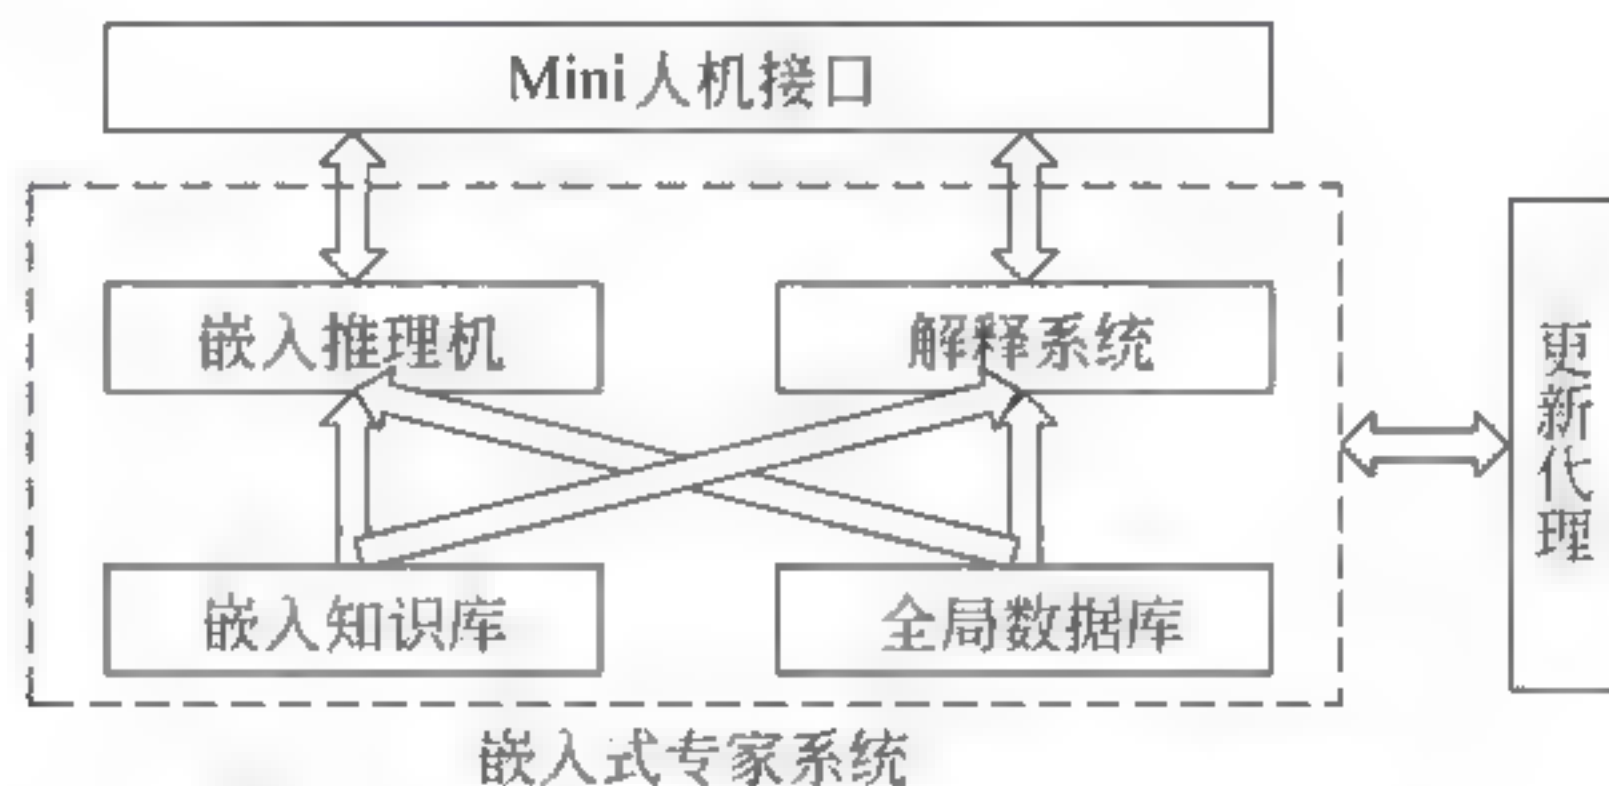 Mini人机接口
嵌入推理机
解释系统
更新代理
嵌入知识库
全局数据库
嵌入式专家系统